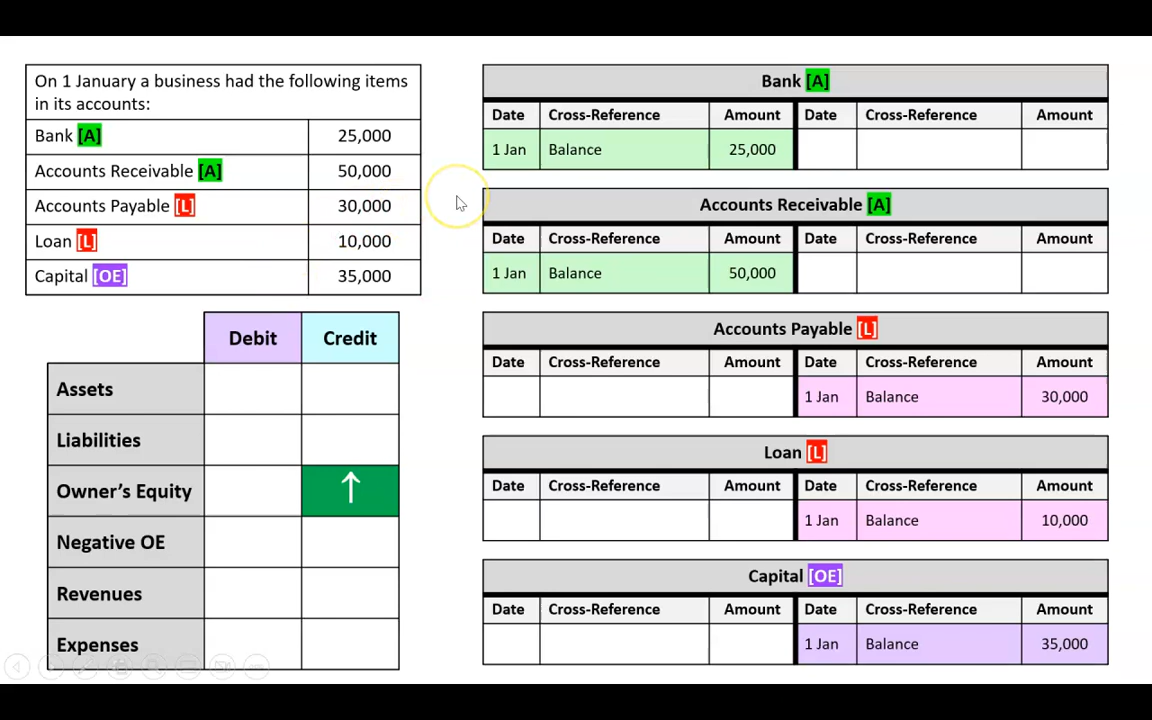 On 1 January a business had the following items
in its accounts:
Bank [A] 25,000
Accounts Receivable [A] 50,000
Accounts Payable [L] 30,000
Loan [L] 10,000
Capital [OE] 35,000
Debit Credit
Assets
Liabilities
Owner's Equity ↑
Negative OE
Revenues
Expenses
Bank [A]
Date Cross-Reference Amount Date Cross-Reference Amount
1 Jan Balance 25,000
Accounts Receivable [A]
Date Cross-Reference Amount Date Cross-Reference Amount
1 Jan Balance 50,000
Accounts Payable [L]
Date Cross-Reference Amount Date Cross-Reference Amount
1 Jan Balance 30,000
Loan [L]
Date Cross-Reference Amount Date Cross-Reference Amount
1 Jan Balance 10,000
Capital [OE]
Date Cross-Reference Amount Date Cross-Reference Amount
1 Jan Balance 35,000